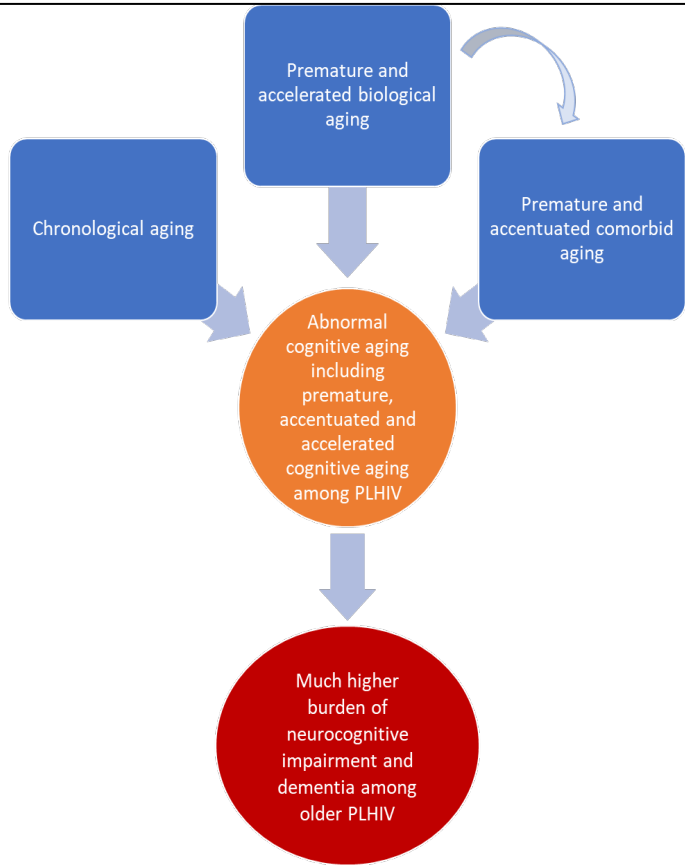 Premature and
accelerated biological
aging
Chronological aging
Premature and
accentuated comorbid
aging
Abnormal
cognitive aging
including
premature,
accentuated and
accelerated
cognitive aging
among PLHIV
Much higher
burden of
neurocognitive
impairment and
dementia among
older PLHIV